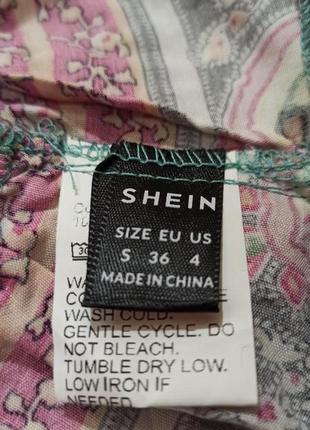 SHEIN
SIZE EU US
S 36 4
MADE IN CHINA
30
WASH COLD.
GENTLE CYCLE. DO
NOT BLEACH.
TUMBLE DRY LOW.
LOW IRON IF
NEEDED